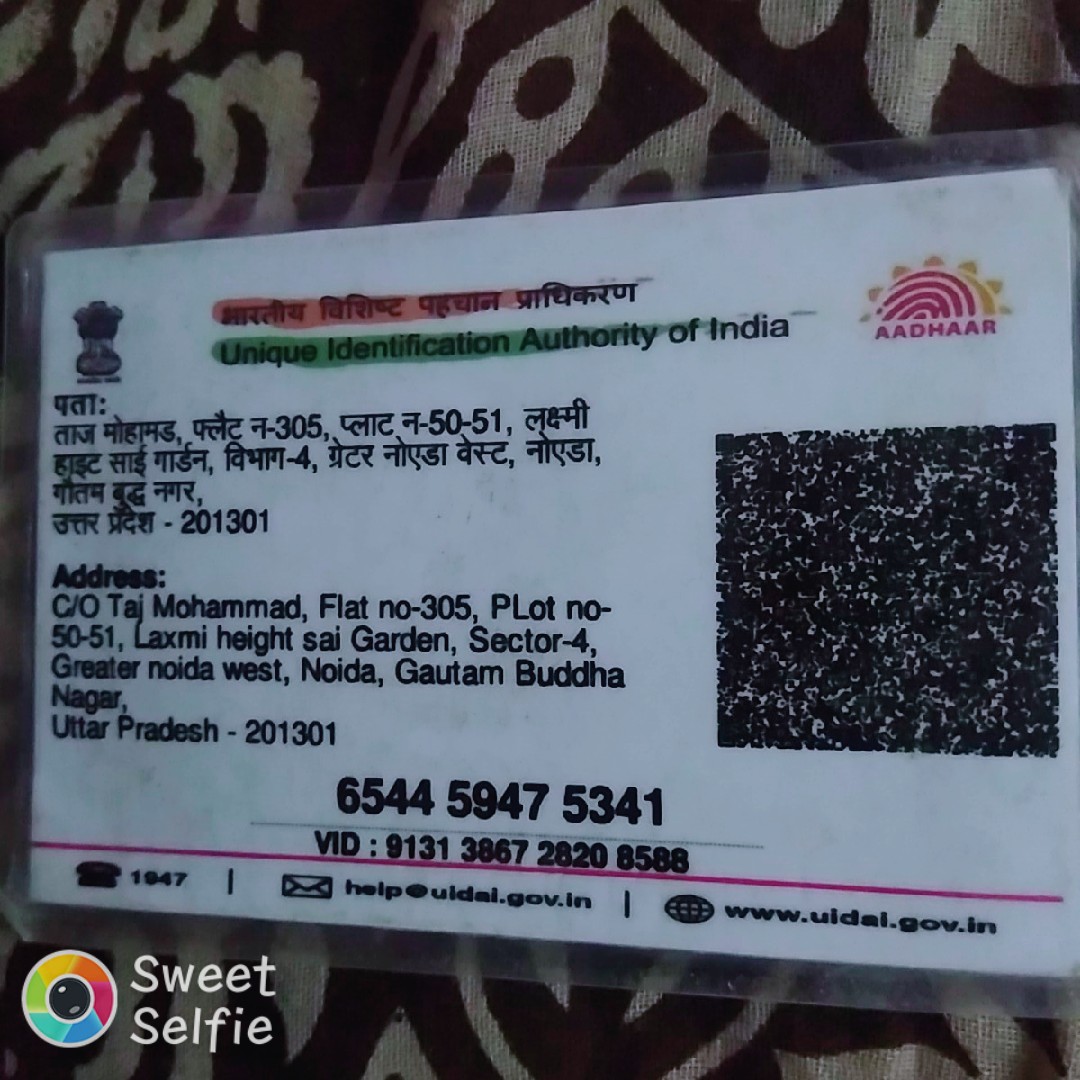 भारतीय विशिष्ट पहचान प्राधिकरण
Unique Identification Authority of India
AADHAAR
पता:
ताज मोहामड, फ्लैट न-305, प्लाट न-50-51, लक्ष्मी
हाइट साई गार्डन, विभाग-4, ग्रेटर नोएडा वेस्ट, नोएडा,
गौतम बुद्ध नगर,
उत्तर प्रदेश - 201301
Address:
C/O Taj Mohammad, Flat no-305, PLot no-
50-51, Laxmi height sai Garden, Sector-4,
Greater noida west, Noida, Gautam Buddha
Nagar,
Uttar Pradesh - 201301
6544 5947 5341
VID : 9131 3867 2820 8588
1947 | help@uidai.gov.in | www.uidai.gov.in
Sweet
Selfie